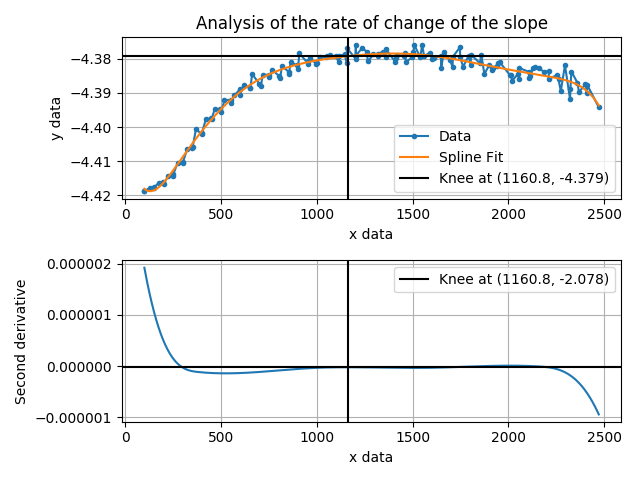 Analysis of the rate of change of the slope
−4.38
−4.39
−4.40
−4.41
−4.42
y data
Data
Spline Fit
Knee at (1160.8, -4.379)
0
500
1000
1500
2000
2500
x data
0.000002
0.000001
0.000000
−0.000001
Second derivative
Knee at (1160.8, -2.078)
0
500
1000
1500
2000
2500
x data